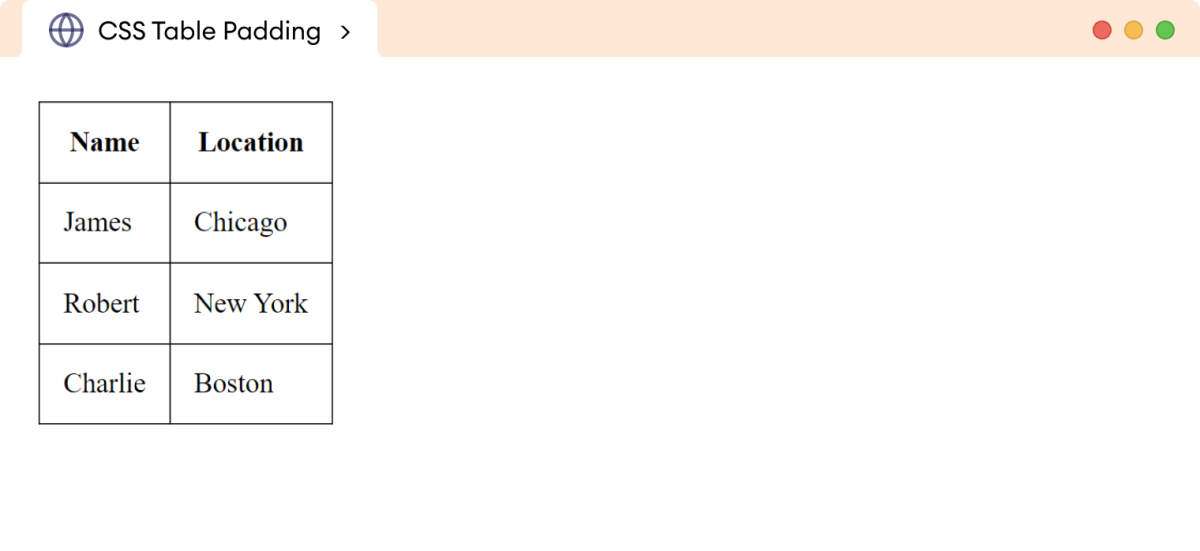 CSS Table Padding
Name Location
James Chicago
Robert New York
Charlie Boston